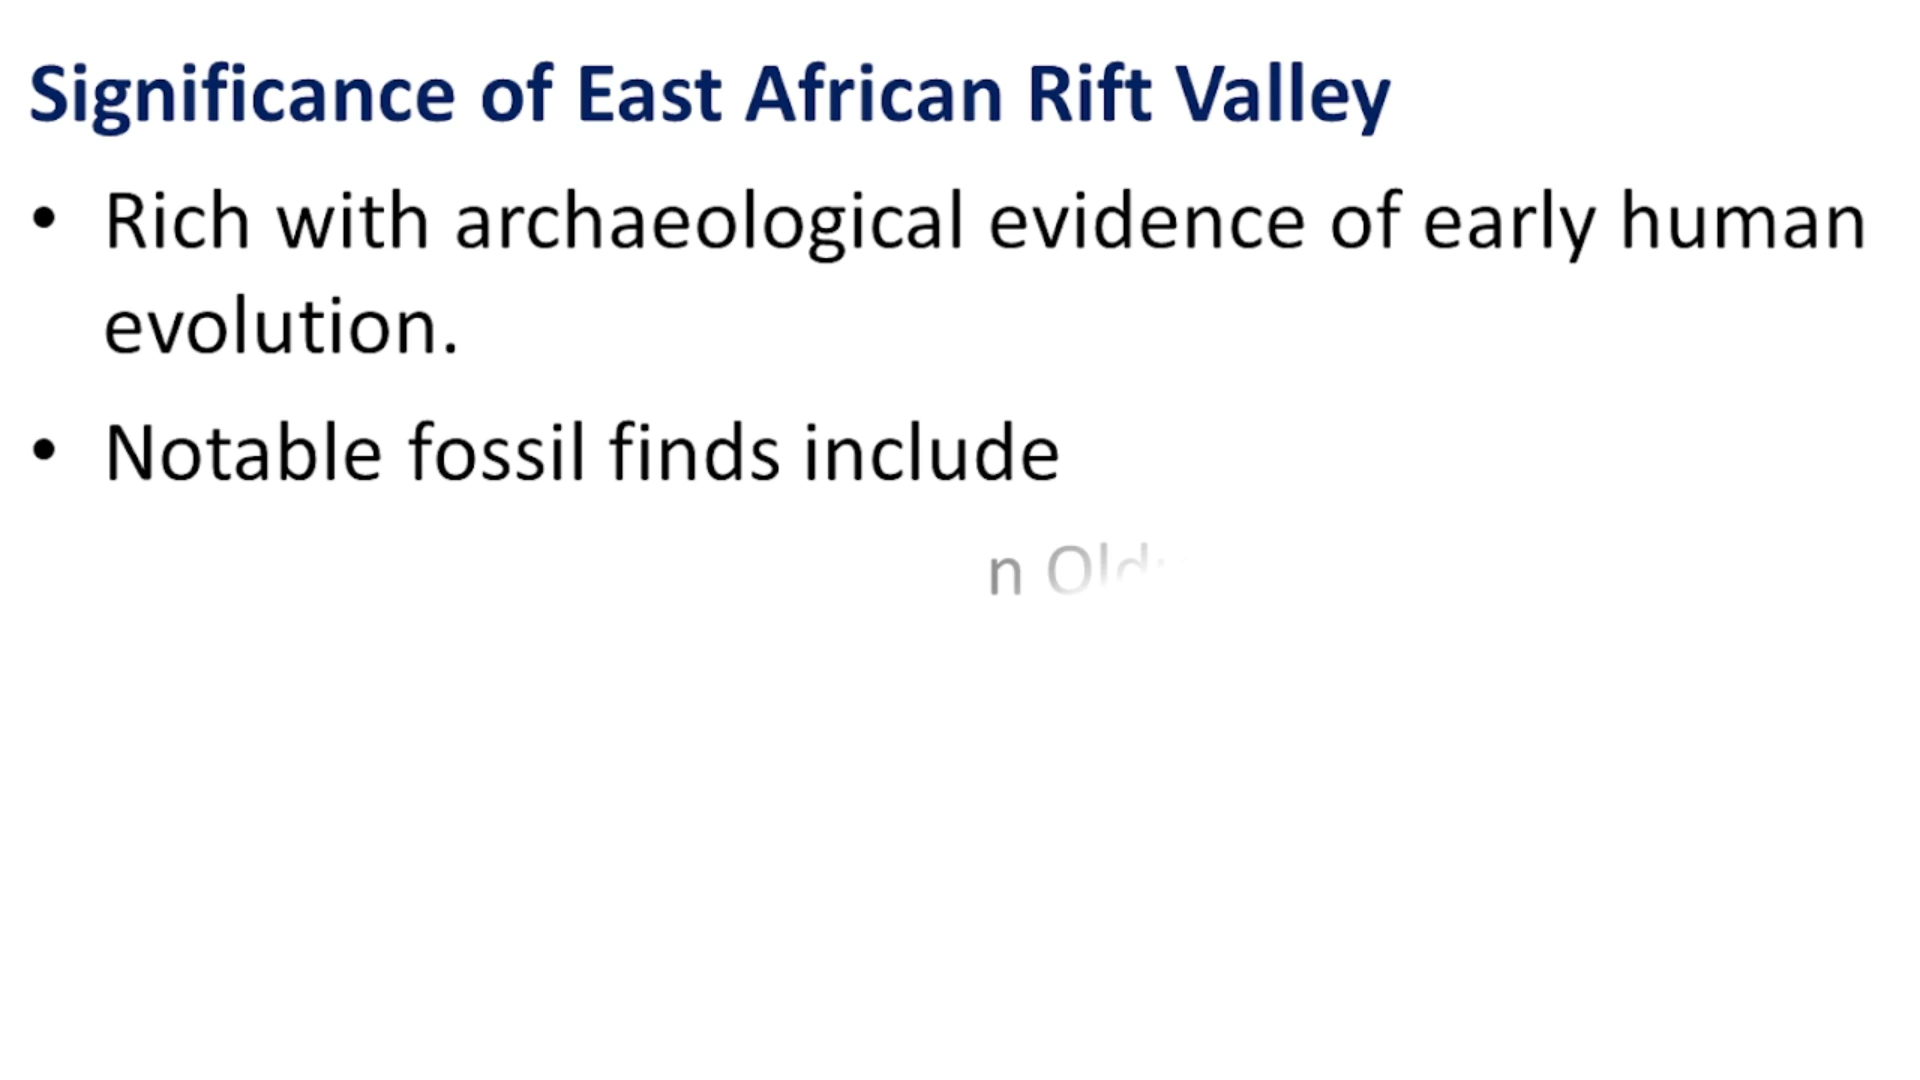 Significance of East African Rift Valley
• Rich with archaeological evidence of early human
evolution.
• Notable fossil finds include